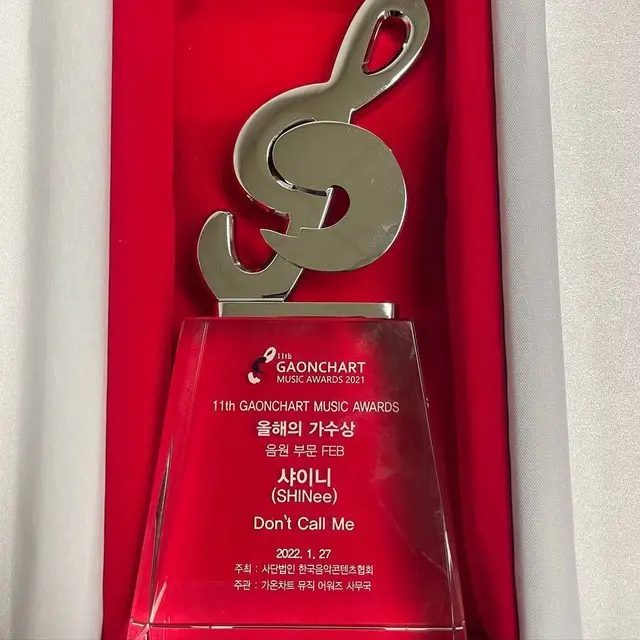 11th
GAONCHART
MUSIC AWARDS 2021
11th GAONCHART MUSIC AWARDS
올해의 가수상
음원 부문 FEB
샤이니
(SHINee)
Don't Call Me
2022. 1. 27
주최 : 사단법인 한국음악콘텐츠협회
주관 : 가온차트 뮤직 어워즈 사무국